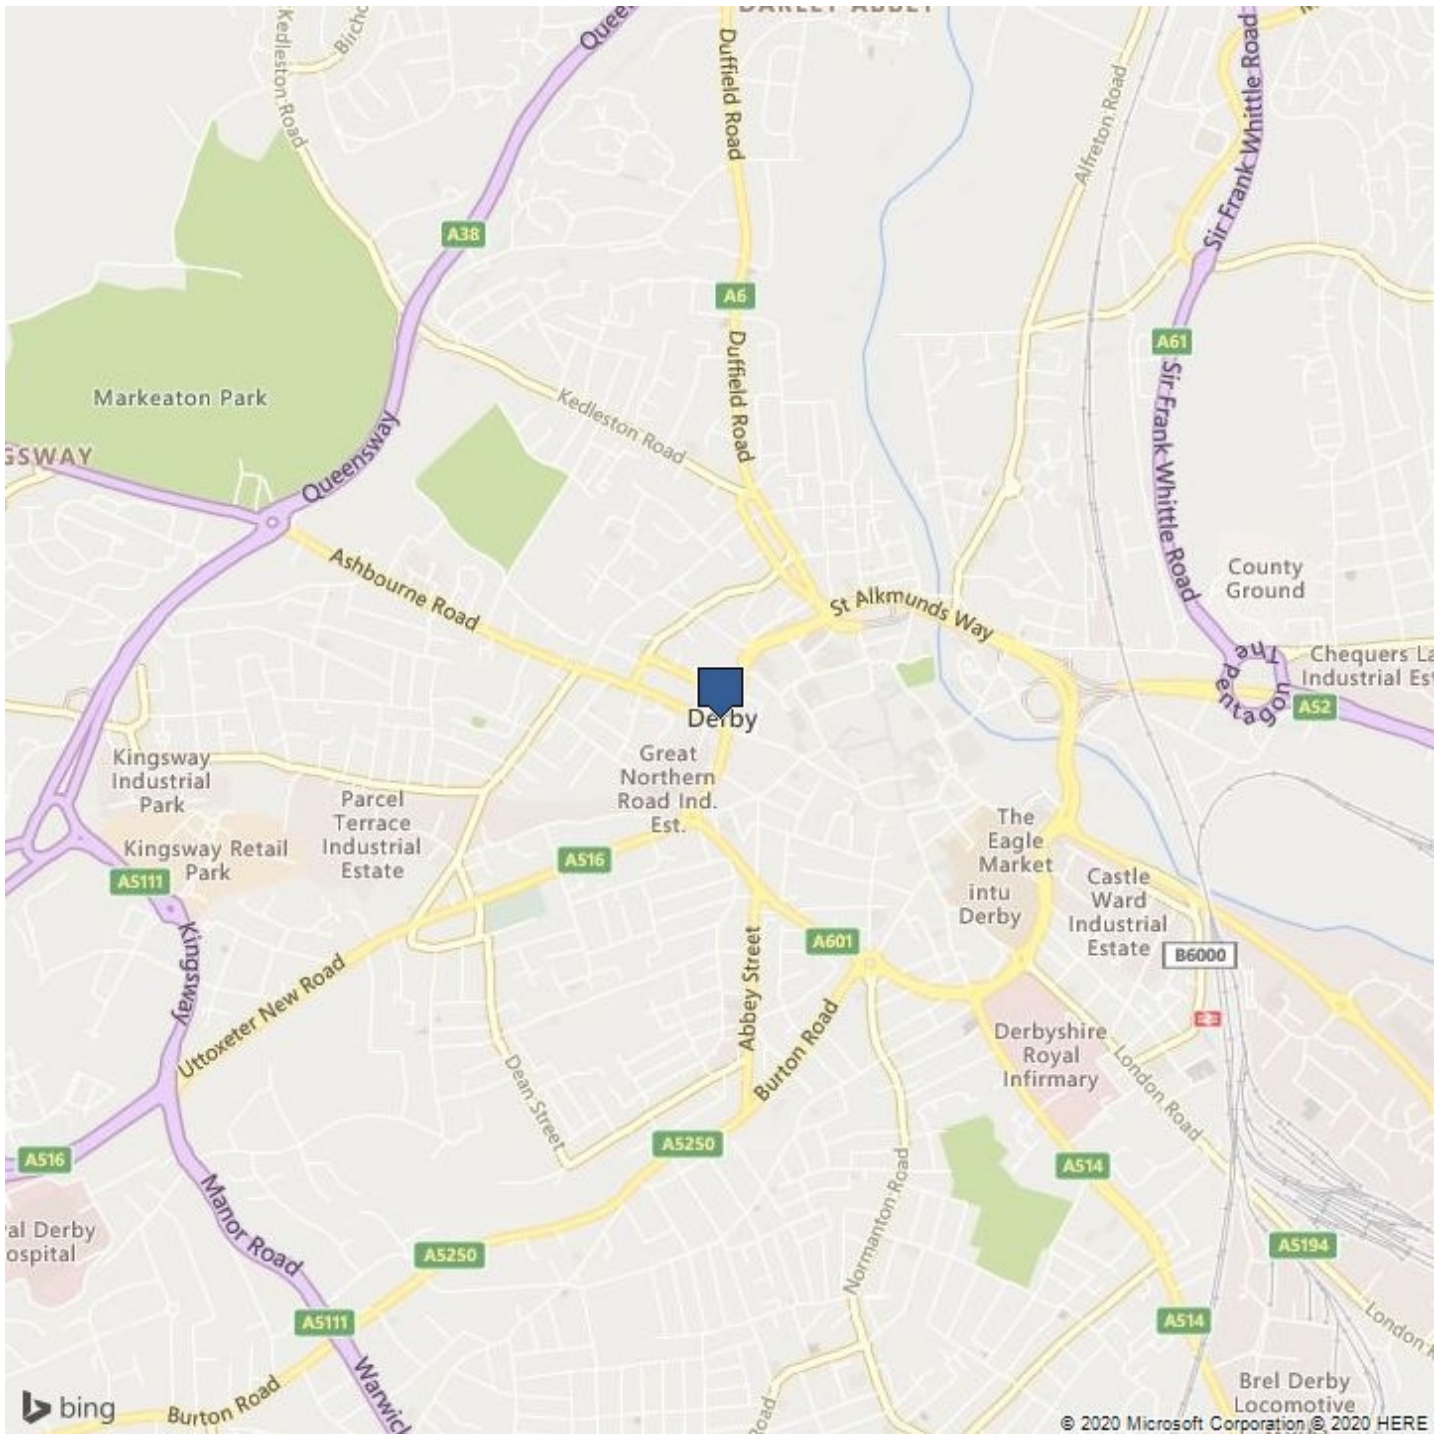 DARLEY ABBEY
Kedleston Road
Duffield Road
Alfreton Road
Sir Frank Whittle Road
A38
A6
Duffield Road
A61
Sir Frank Whittle Road
Markeaton Park
Kedleston Road
Queensway
GSWAY
Ashbourne Road
St Alkmunds Way
County
Ground
The Pentagon
Chequers La
Industrial Est
A52
Derby
Great
Northern
Road Ind.
Est.
Kingsway
Industrial
Park
Parcel
Terrace
Industrial
Estate
Kingsway Retail
Park
A516
A5111
The
Eagle
Market
intu
Derby
Castle
Ward
Industrial
Estate
A601
B6000
Kingsway
Uttoxeter New Road
Abbey Street
Burton Road
Derbyshire
Royal
Infirmary
London Road
Dean Street
A5250
A516
A514
Normanton Road
Manor Road
al Derby
ospital
A5250
A5194
A5111
A514
London R
Warwick
Burton Road
Road
Brel Derby
Locomotive
bing
© 2020 Microsoft Corporation © 2020 HERE